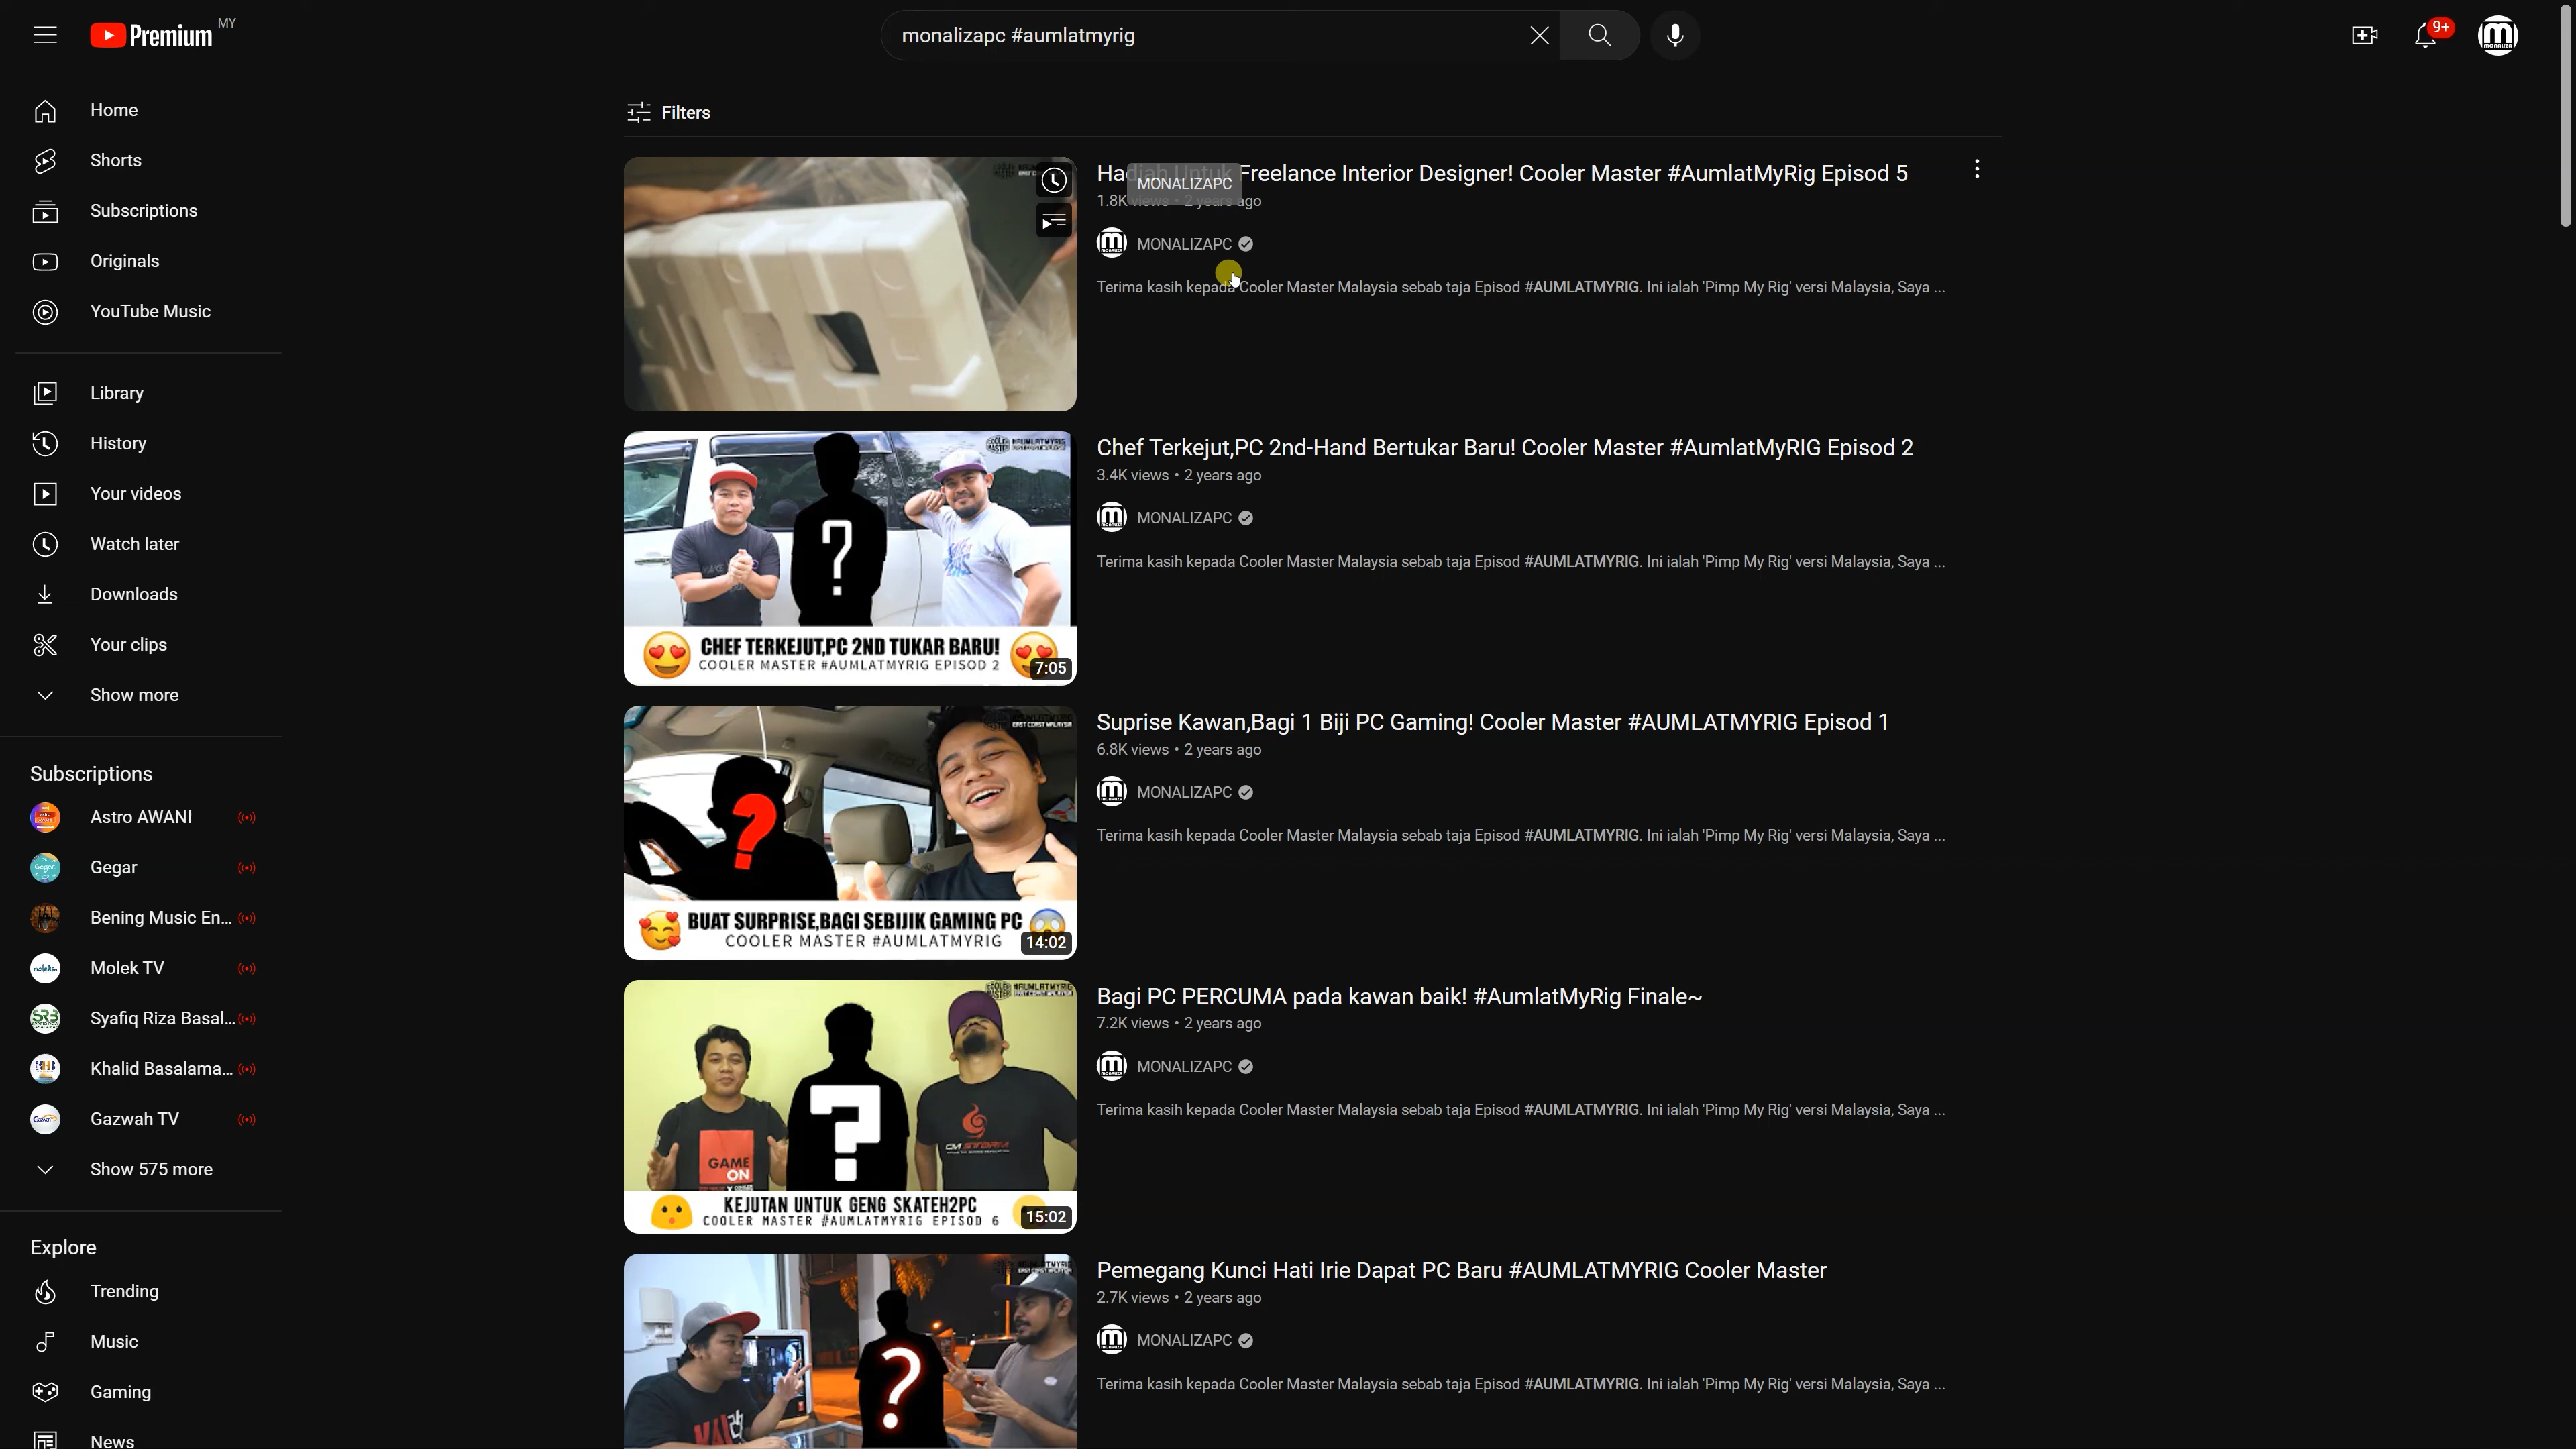 Premium MY
monalizapc #aumlatmyrig
9+
Home
Shorts
Subscriptions
Originals
YouTube Music
Library
History
Your videos
Watch later
Downloads
Your clips
Show more
Subscriptions
Astro AWANI
Gegar
Bening Music En...
Molek TV
Syafiq Riza Basal...
Khalid Basalama...
Gazwah TV
Show 575 more
Explore
Trending
Music
Gaming
News
Filters
Hadiah Untuk Freelance Interior Designer! Cooler Master #AumlatMyRig Episod 5
MONALIZAPC
1.8K views • 2 years ago
MONALIZAPC
Terima kasih kepada Cooler Master Malaysia sebab taja Episod #AUMLATMYRIG. Ini ialah 'Pimp My Rig' versi Malaysia, Saya ...
CHEF TERKEJUT,PC 2ND TUKAR BARU!
COOLER MASTER #AUMLATMYRIG EPISOD 2
7:05
Chef Terkejut,PC 2nd-Hand Bertukar Baru! Cooler Master #AumlatMyRIG Episod 2
3.4K views • 2 years ago
MONALIZAPC
Terima kasih kepada Cooler Master Malaysia sebab taja Episod #AUMLATMYRIG. Ini ialah 'Pimp My Rig' versi Malaysia, Saya ...
?
BUAT SURPRISE,BAGI SEBIJIK GAMING PC
COOLER MASTER #AUMLATMYRIG
14:02
Suprise Kawan,Bagi 1 Biji PC Gaming! Cooler Master #AUMLATMYRIG Episod 1
6.8K views • 2 years ago
MONALIZAPC
Terima kasih kepada Cooler Master Malaysia sebab taja Episod #AUMLATMYRIG. Ini ialah 'Pimp My Rig' versi Malaysia, Saya ...
?
GAME
ON
CM STORM
KEJUTAN UNTUK GENG SKATEH2PC
COOLER MASTER #AUMLATMYRIG EPISOD 6
15:02
Bagi PC PERCUMA pada kawan baik! #AumlatMyRig Finale~
7.2K views • 2 years ago
MONALIZAPC
Terima kasih kepada Cooler Master Malaysia sebab taja Episod #AUMLATMYRIG. Ini ialah 'Pimp My Rig' versi Malaysia, Saya ...
?
Pemegang Kunci Hati Irie Dapat PC Baru #AUMLATMYRIG Cooler Master
2.7K views • 2 years ago
MONALIZAPC
Terima kasih kepada Cooler Master Malaysia sebab taja Episod #AUMLATMYRIG. Ini ialah 'Pimp My Rig' versi Malaysia, Saya ...
?